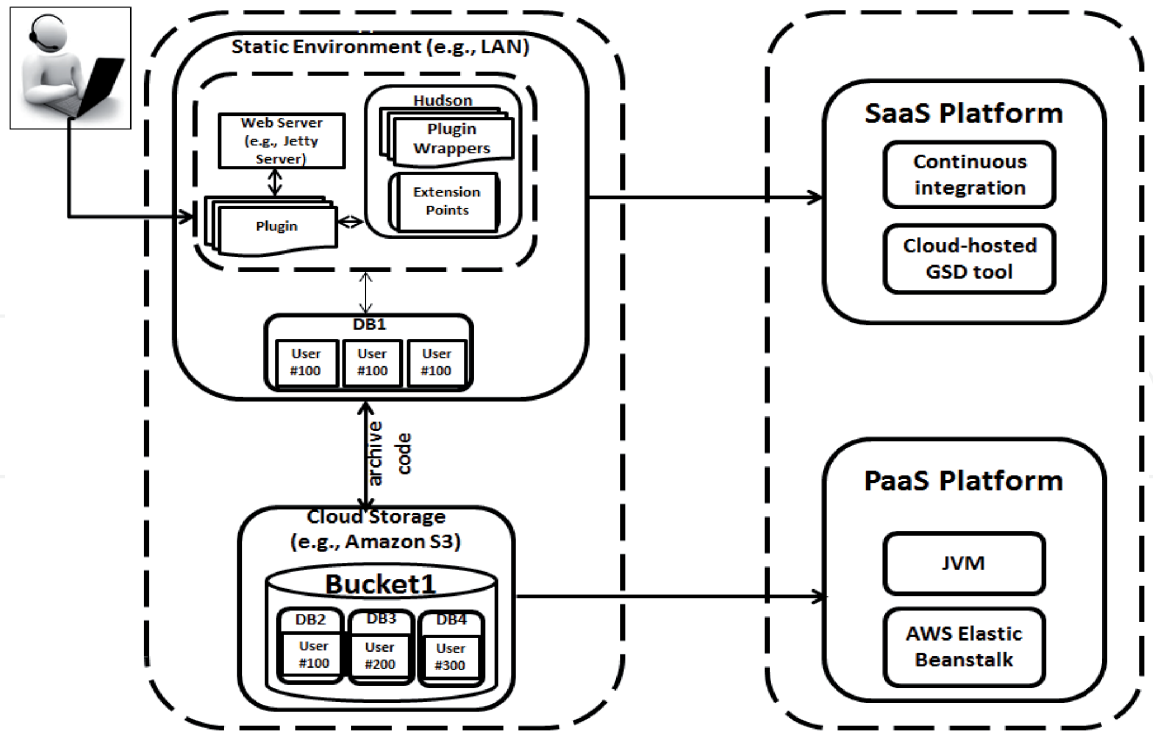 Static Environment (e.g., LAN)
Hudson
Web Server
(e.g., Jetty
Server)
Plugin
Wrappers
Extension
Points
Plugin
DB1
User
#100
User
#100
User
#100
archive
code
Cloud Storage
(e.g., Amazon S3)
Bucket1
DB2
User
#100
DB3
User
#200
DB4
User
#300
SaaS Platform
Continuous
integration
Cloud-hosted
GSD tool
PaaS Platform
JVM
AWS Elastic
Beanstalk